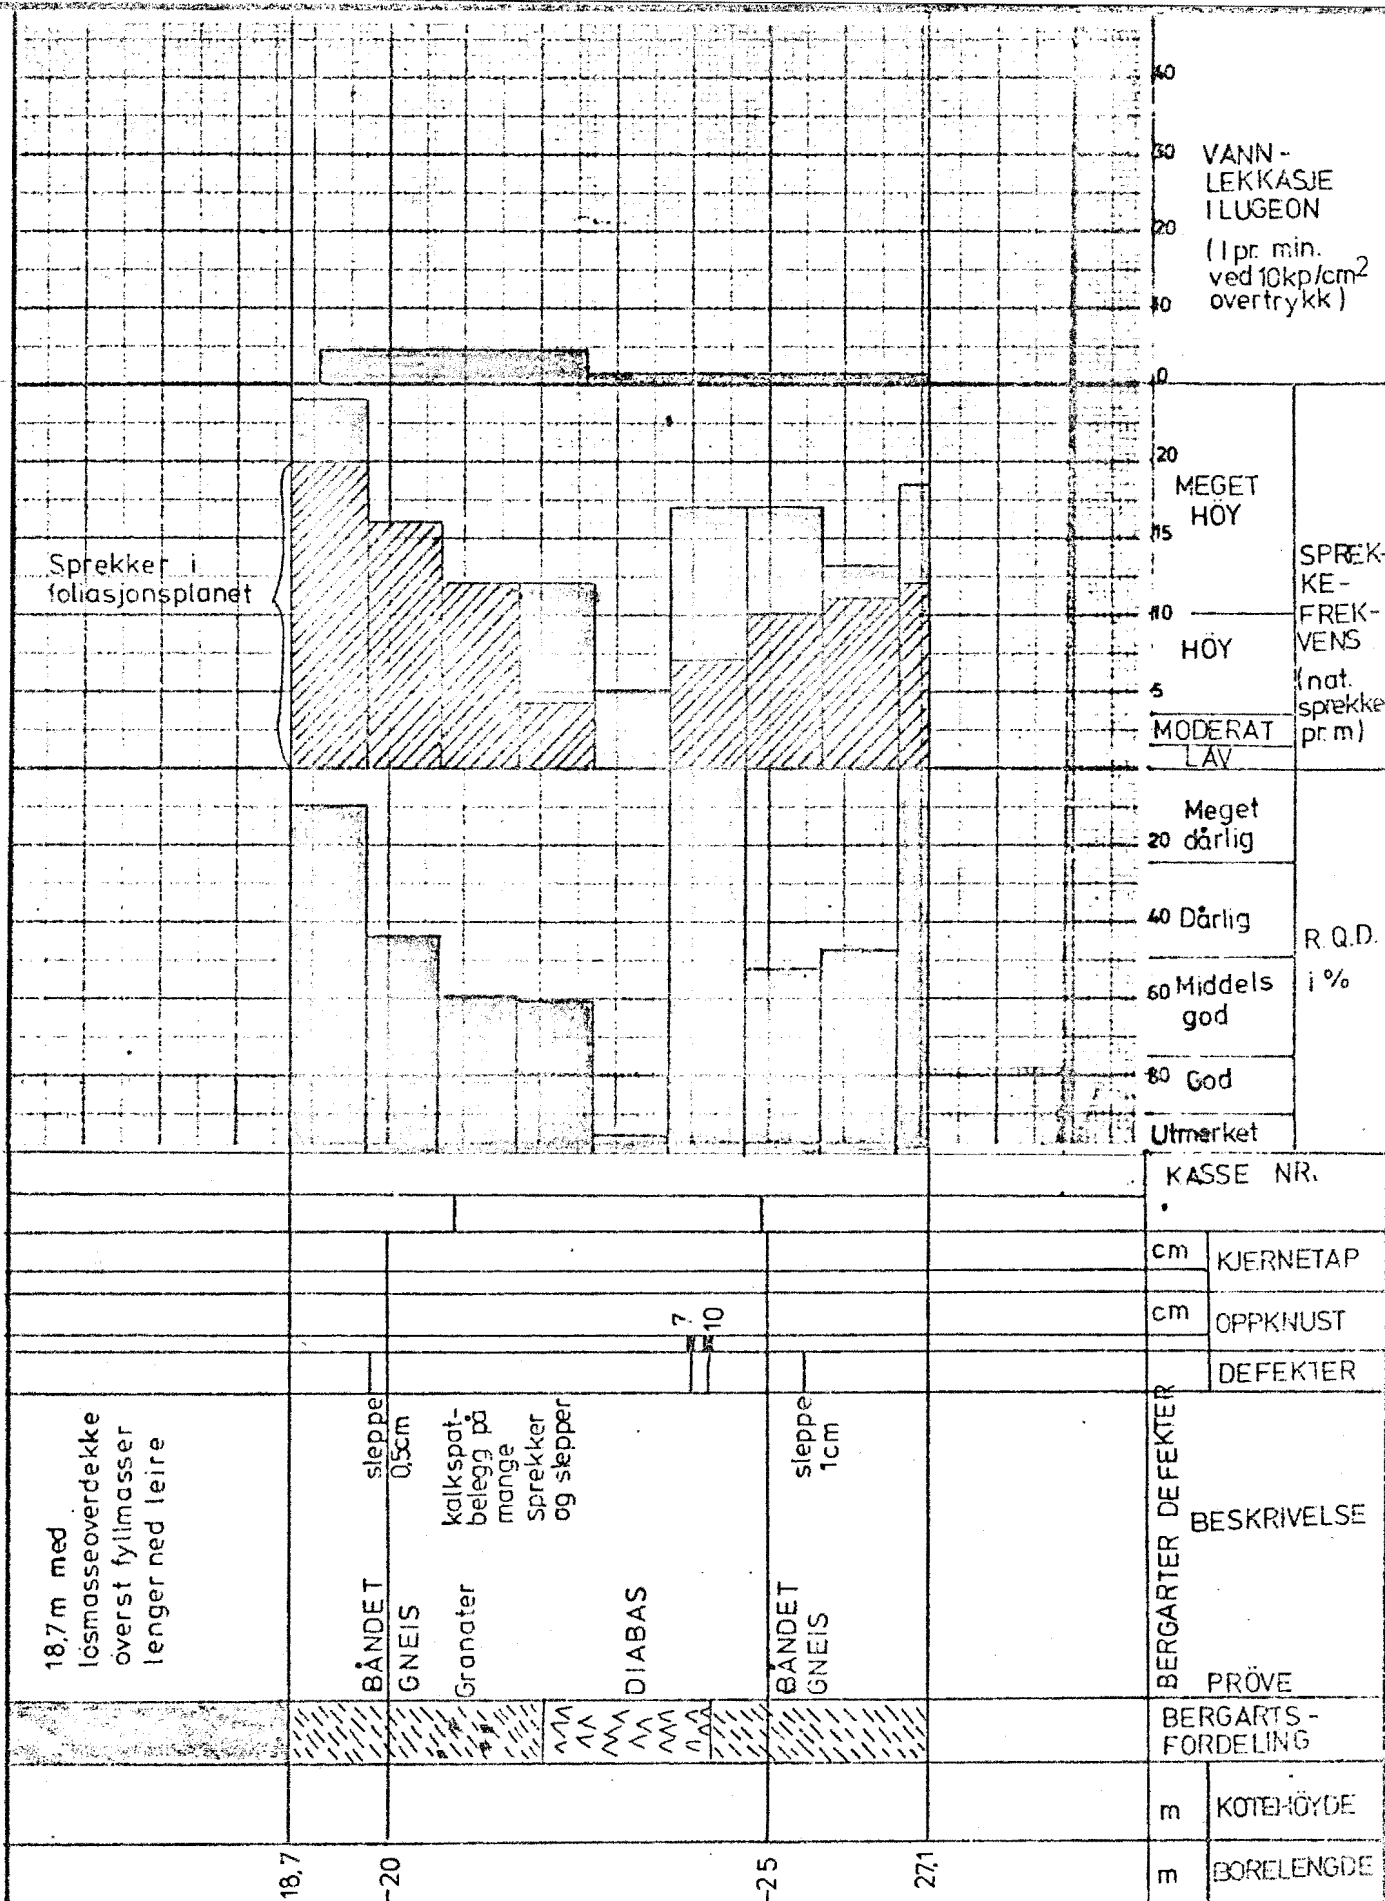 40
30
20
10
0
VANN-
LEKKASJE
I LUGEON
(l pr. min.
ved 10kp/cm2
overtrykk)
20
15
10
5
MEGET
HÖY
HÖY
MODERAT
LAV
SPREK-
KE-
FREK-
VENS
(nat.
sprekke
pr. m)
Sprekker i
foliasjonsplanet
20
40
60
80
Meget
dårlig
Dårlig
Middels
god
God
Utmerket
R.Q.D.
i %
KASSE NR.
cm KJERNETAP
cm OPPKNUST
7
10
DEFEKTER
BERGARTER DEFEKTER
BESKRIVELSE
PRÖVE
18,7m med
lösmasseoverdekke
överst fyllmasser
lenger ned leire
sleppe
0,5cm
kalkspat-
belegg på
mange
sprekker
og slepper
sleppe
1cm
BÅNDET
GNEIS
Granater
DIABAS
BÅNDET
GNEIS
BERGARTS-
FORDELING
m KOTEHÖYDE
m BORELENGDE
18,7
-20
-25
27,1